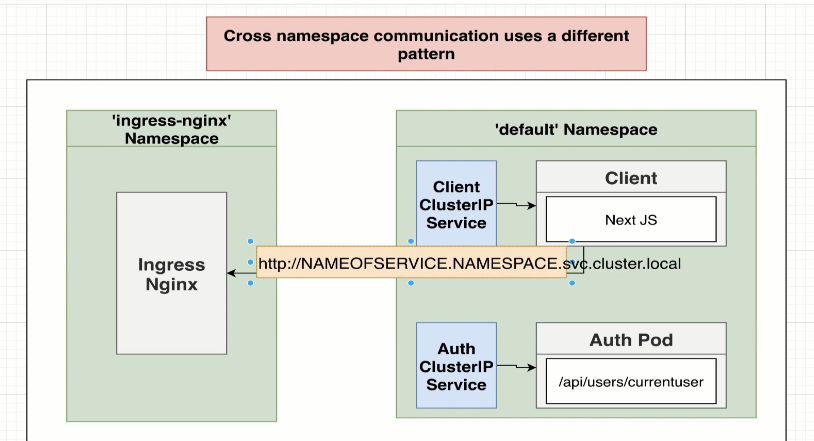 Cross namespace communication uses a different
pattern
'ingress-nginx'
Namespace
'default' Namespace
Client
ClusterIP
Service
Client
Next JS
Ingress
Nginx
http://NAMEOFSERVICE.NAMESPACE.svc.cluster.local
Auth
ClusterIP
Service
Auth Pod
/api/users/currentuser